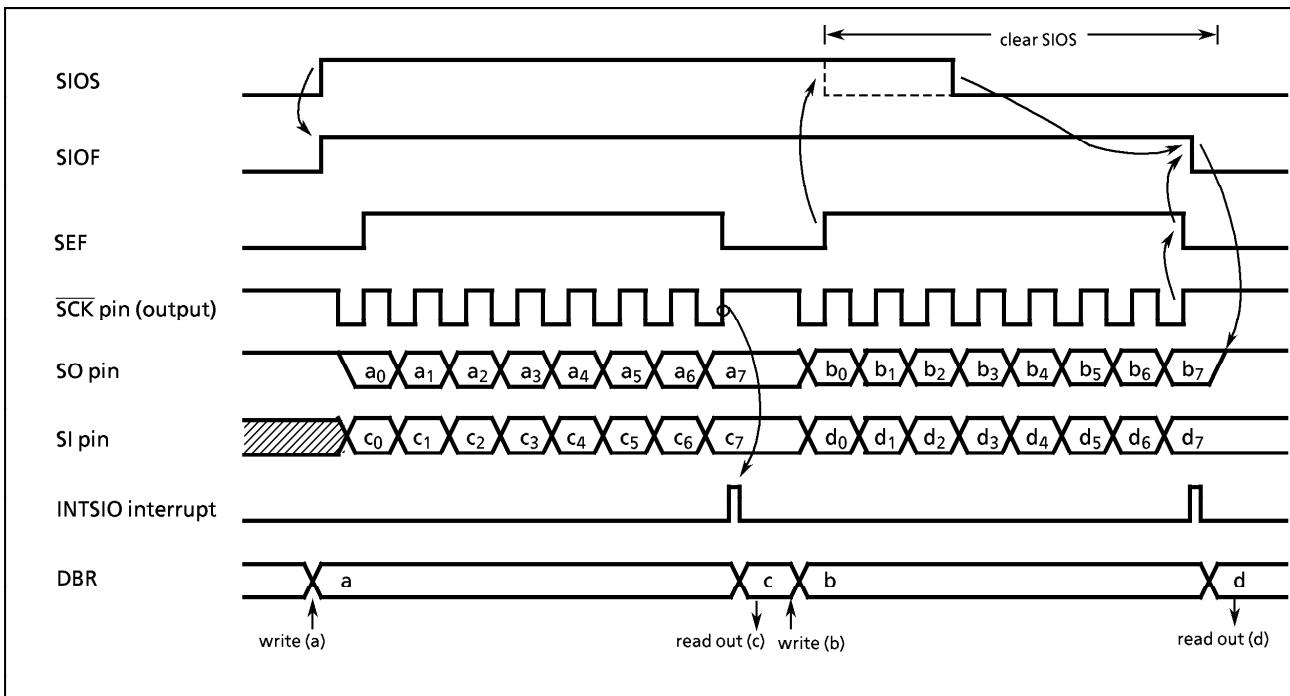 clear SIOS
SIOS
SIOF
SEF
S̅C̅K̅ pin (output)
SO pin a₀ a₁ a₂ a₃ a₄ a₅ a₆ a₇ b₀ b₁ b₂ b₃ b₄ b₅ b₆ b₇
SI pin c₀ c₁ c₂ c₃ c₄ c₅ c₆ c₇ d₀ d₁ d₂ d₃ d₄ d₅ d₆ d₇
INTSIO interrupt
DBR a c b d
write (a) read out (c) write (b) read out (d)